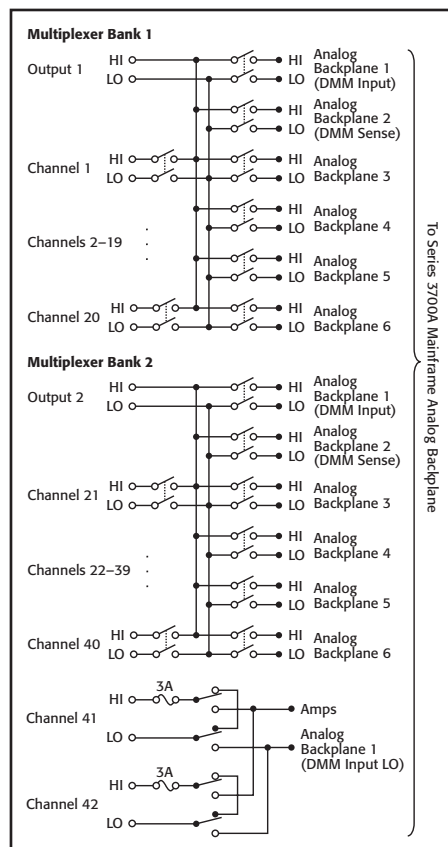 Multiplexer Bank 1
Output 1
HI
LO
HI Analog
LO Backplane 1
(DMM Input)
HI Analog
LO Backplane 2
(DMM Sense)
Channel 1
HI
LO
HI Analog
LO Backplane 3
HI Analog
LO Backplane 4
Channels 2–19
HI Analog
LO Backplane 5
Channel 20
HI
LO
HI Analog
LO Backplane 6
Multiplexer Bank 2
Output 2
HI
LO
HI Analog
LO Backplane 1
(DMM Input)
HI Analog
LO Backplane 2
(DMM Sense)
Channel 21
HI
LO
HI Analog
LO Backplane 3
HI Analog
LO Backplane 4
Channels 22–39
HI Analog
LO Backplane 5
Channel 40
HI
LO
HI Analog
LO Backplane 6
Channel 41
HI
3A
LO
Amps
Analog
Backplane 1
(DMM Input LO)
Channel 42
HI
3A
LO
To Series 3700A Mainframe Analog Backplane